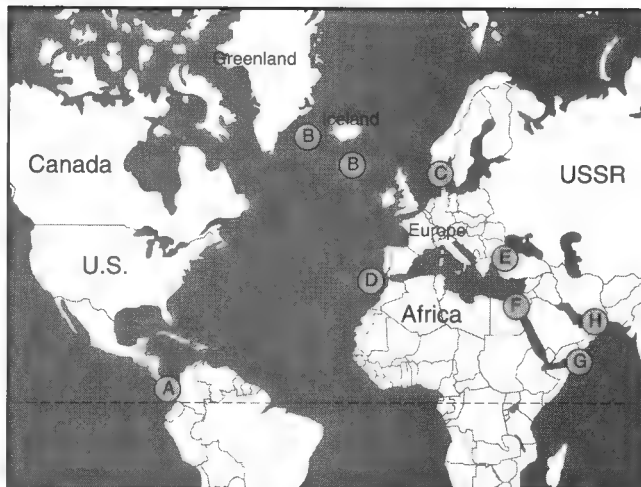 Greenland
Iceland
B
B
Canada
C
USSR
U.S.
Europe
E
D
Africa
F
H
G
A